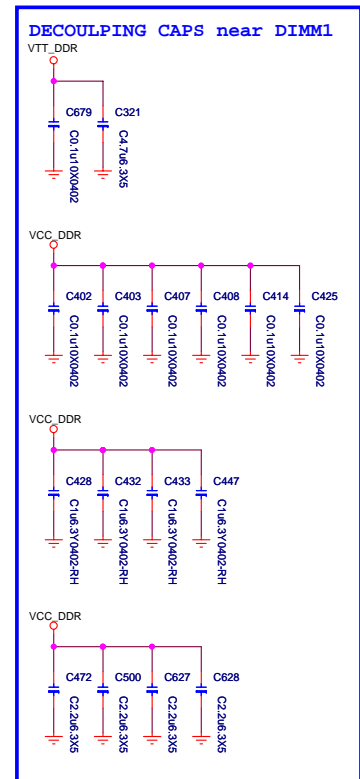 DECOULPING CAPS near DIMM1
VTT_DDR
C679 C321
C0.1u10X0402 C4.7u6.3X5
VCC_DDR
C402 C403 C407 C408 C414 C425
C0.1u10X0402 C0.1u10X0402 C0.1u10X0402 C0.1u10X0402 C0.1u10X0402 C0.1u10X0402
VCC_DDR
C428 C432 C433 C447
C1u6.3Y0402-RH C1u6.3Y0402-RH C1u6.3Y0402-RH C1u6.3Y0402-RH
VCC_DDR
C472 C500 C627 C628
C2.2u6.3X5 C2.2u6.3X5 C2.2u6.3X5 C2.2u6.3X5